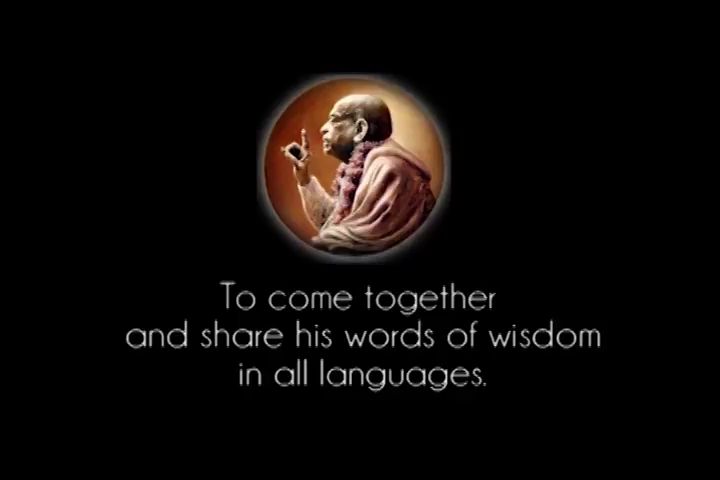 To come together
and share his words of wisdom
in all languages.